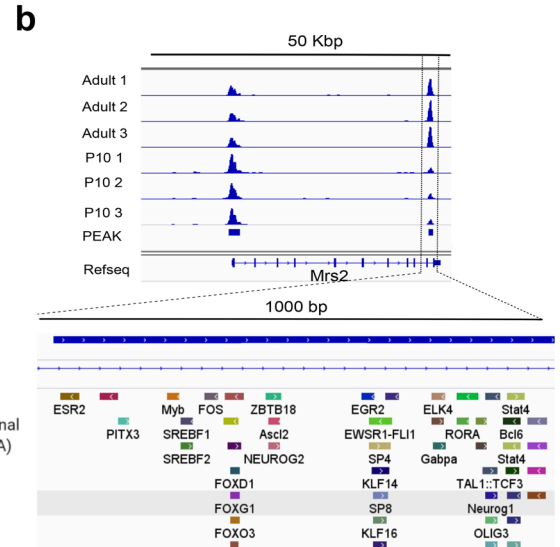 b
50 Kbp
Adult 1
Adult 2
Adult 3
P10 1
P10 2
P10 3
PEAK
Refseq
Mrs2
1000 bp
ESR2 Myb FOS ZBTB18 EGR2 ELK4 Stat4
nal PITX3 SREBF1 Ascl2 EWSR1-FLI1 RORA Bcl6
A) SREBF2 NEUROG2 SP4 Gabpa Stat4
FOXD1 KLF14 TAL1::TCF3
FOXG1 SP8 Neurog1
FOXO3 KLF16 OLIG3